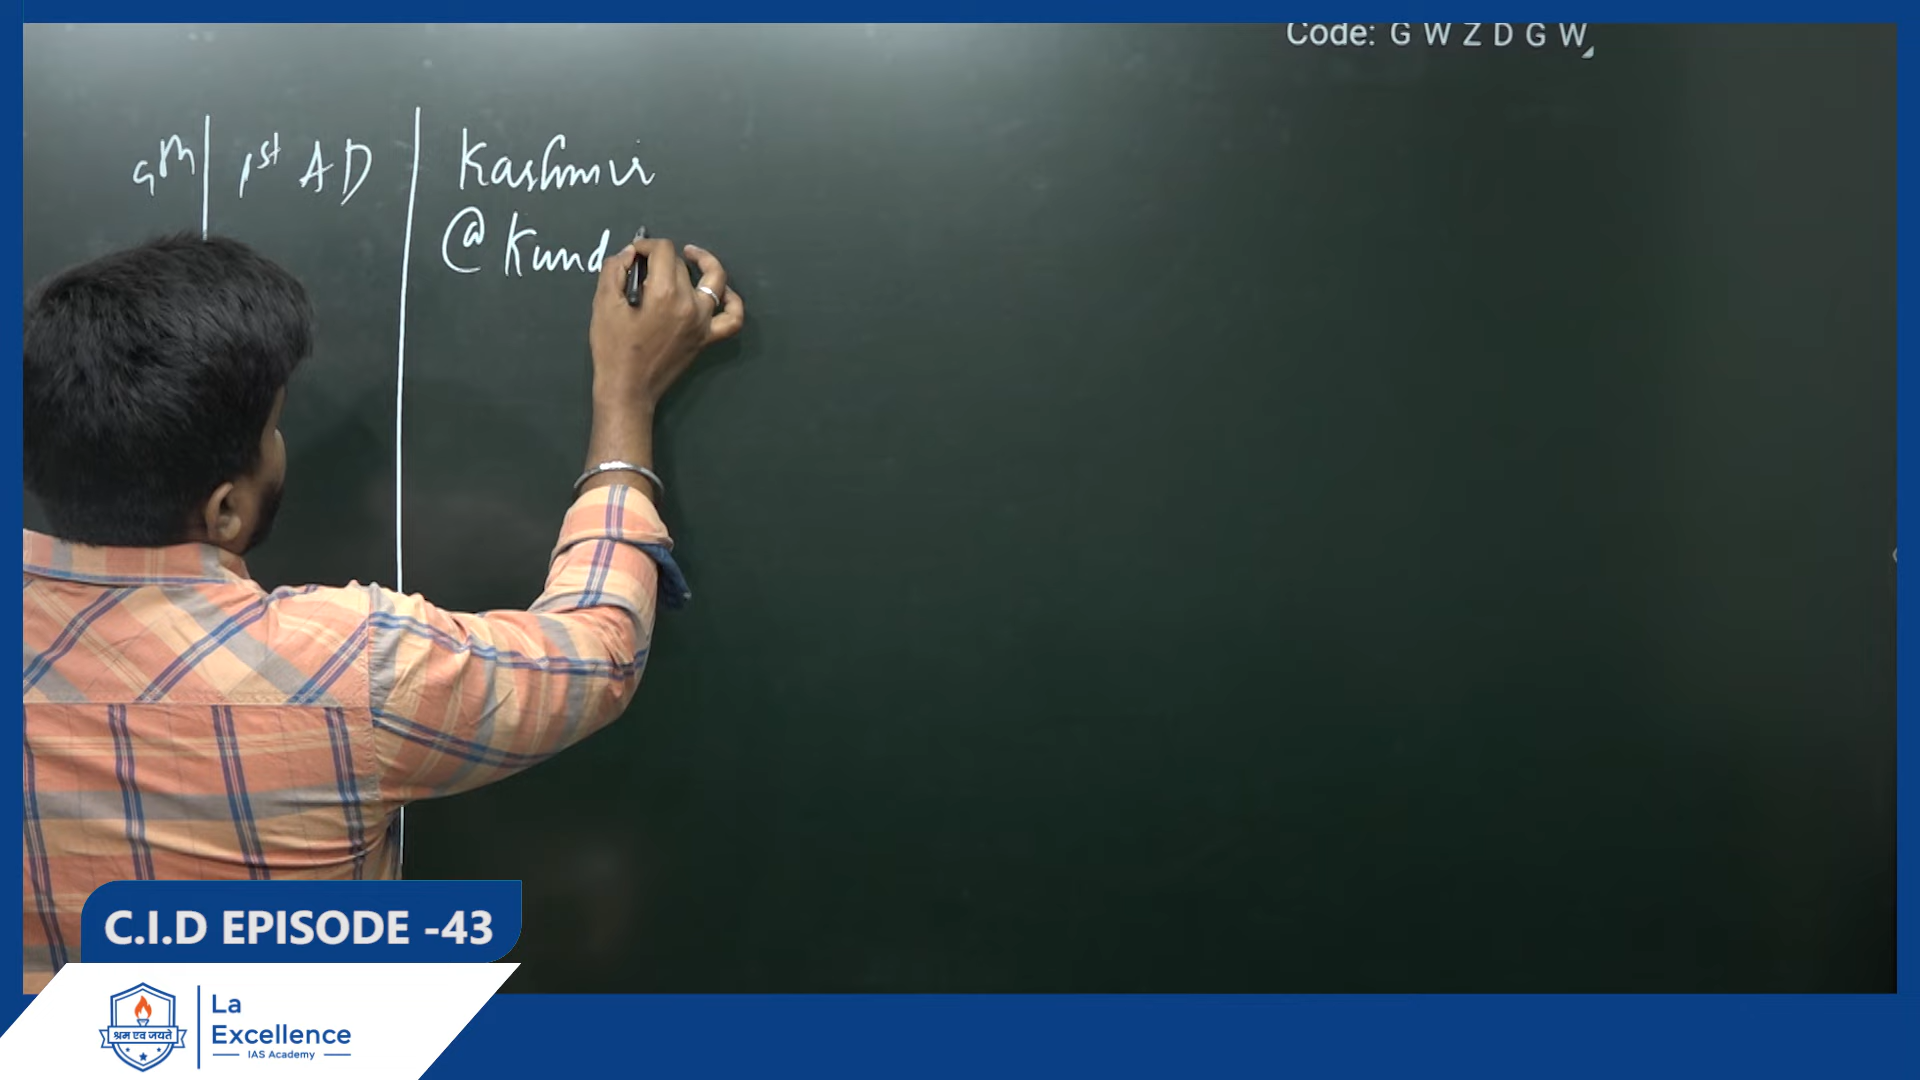 Code: G W Z D G W
4th 1st AD Kashmir
@ Kund
C.I.D EPISODE -43
श्रम एव जयते
La
Excellence
IAS Academy